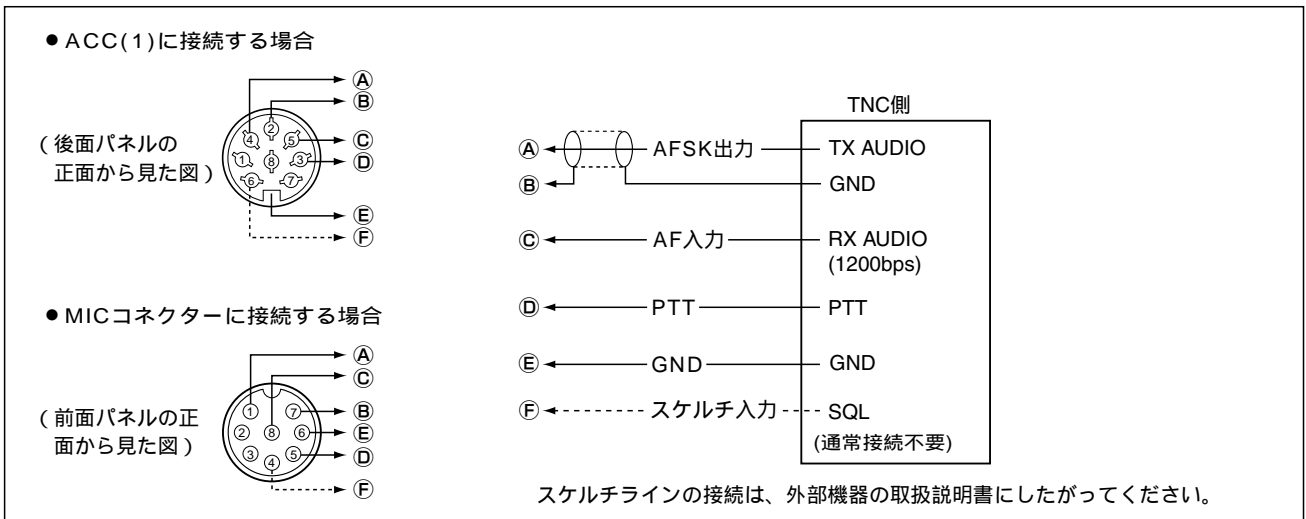 ●ACC(1)に接続する場合
Ⓐ
Ⓑ
Ⓒ
Ⓓ
Ⓔ
Ⓕ
④ ② ⑤
① ⑧ ③
⑥ ⑦
(後面パネルの
正面から見た図)
●MICコネクターに接続する場合
Ⓐ
Ⓒ
Ⓑ
Ⓔ
Ⓓ
Ⓕ
① ⑦
② ⑧ ⑥
③ ④ ⑤
(前面パネルの正
面から見た図)
TNC側
Ⓐ AFSK出力 TX AUDIO
Ⓑ GND
Ⓒ AF入力 RX AUDIO
(1200bps)
Ⓓ PTT PTT
Ⓔ GND GND
Ⓕ スケルチ入力 SQL
(通常接続不要)
スケルチラインの接続は、外部機器の取扱説明書にしたがってください。